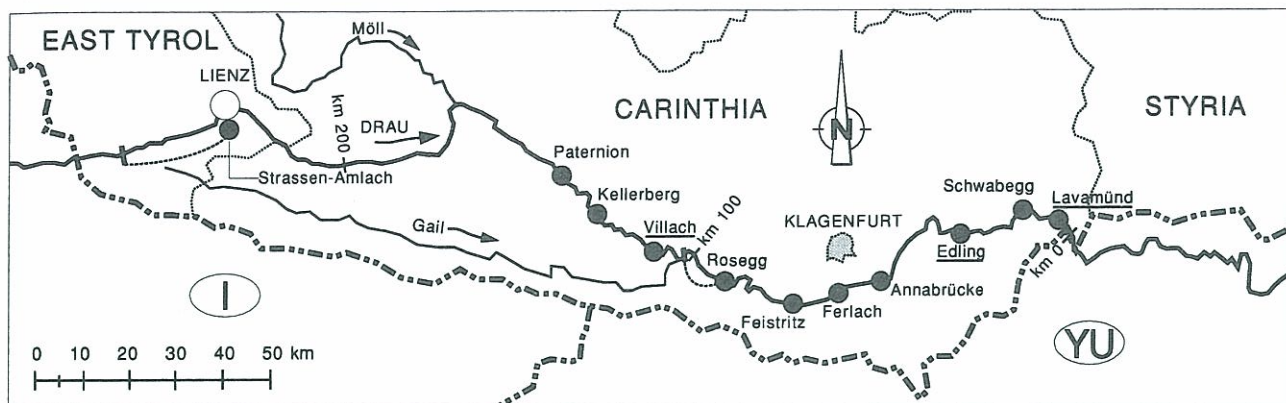 EAST TYROL
Möll
LIENZ
km 200
DRAU
CARINTHIA
N
STYRIA
Strassen-Amlach
Paternion
Kellerberg
Gail
Villach
km 100
Rosegg
KLAGENFURT
Schwabegg
Lavamünd
Edling
km 0
Annabrücke
Ferlach
Feistritz
I
YU
0 10 20 30 40 50 km